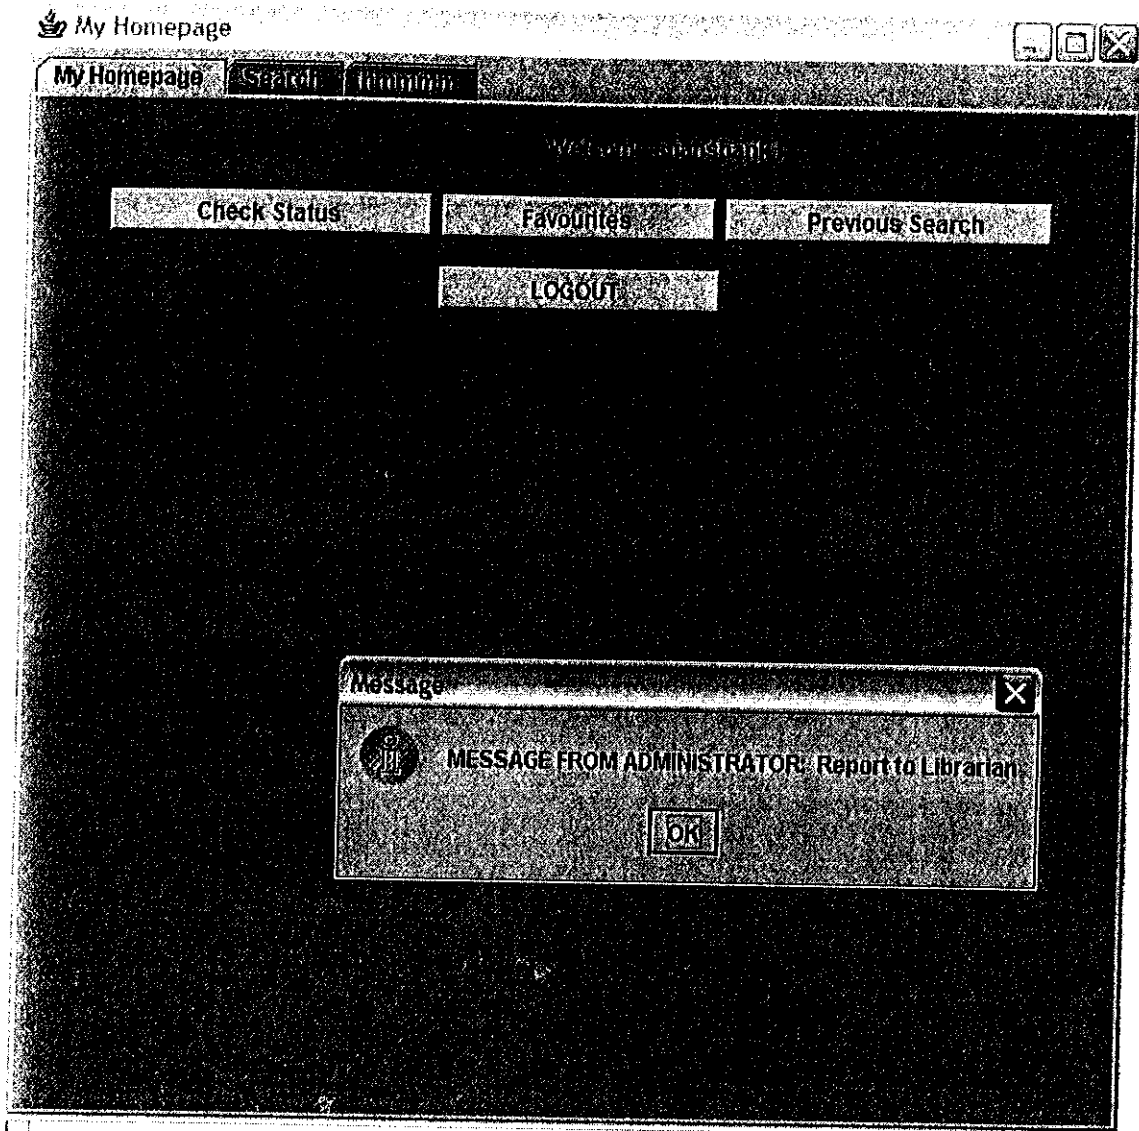 My Homepage
My Homepage Search
Check Status Favourites Previous Search
LOGOUT
Message
MESSAGE FROM ADMINISTRATOR: Report to Librarian
OK